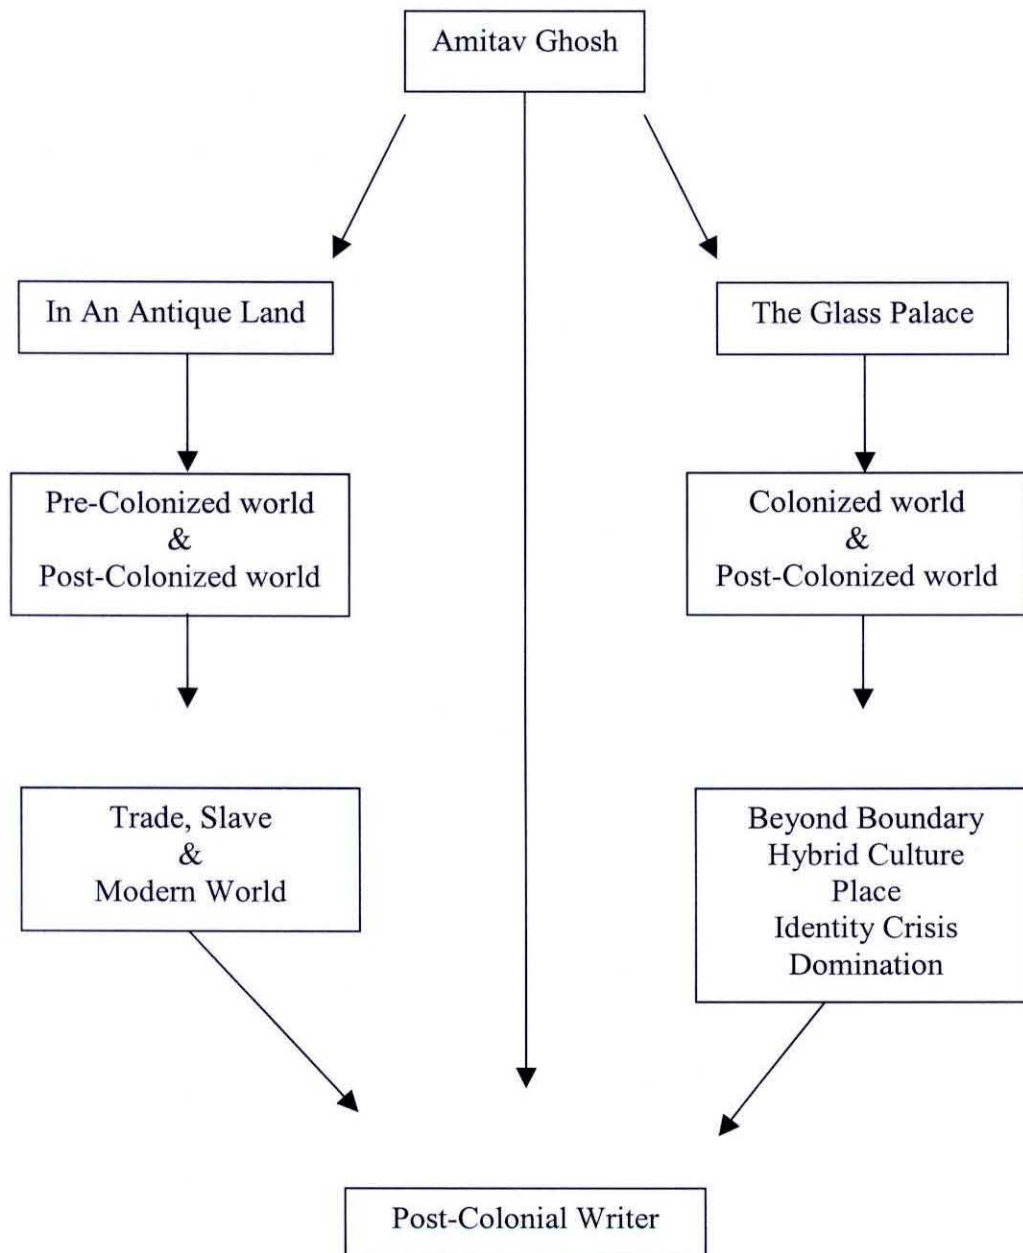 Amitav Ghosh
In An Antique Land
The Glass Palace
Pre-Colonized world
&
Post-Colonized world
Colonized world
&
Post-Colonized world
Trade, Slave
&
Modern World
Beyond Boundary
Hybrid Culture
Place
Identity Crisis
Domination
Post-Colonial Writer